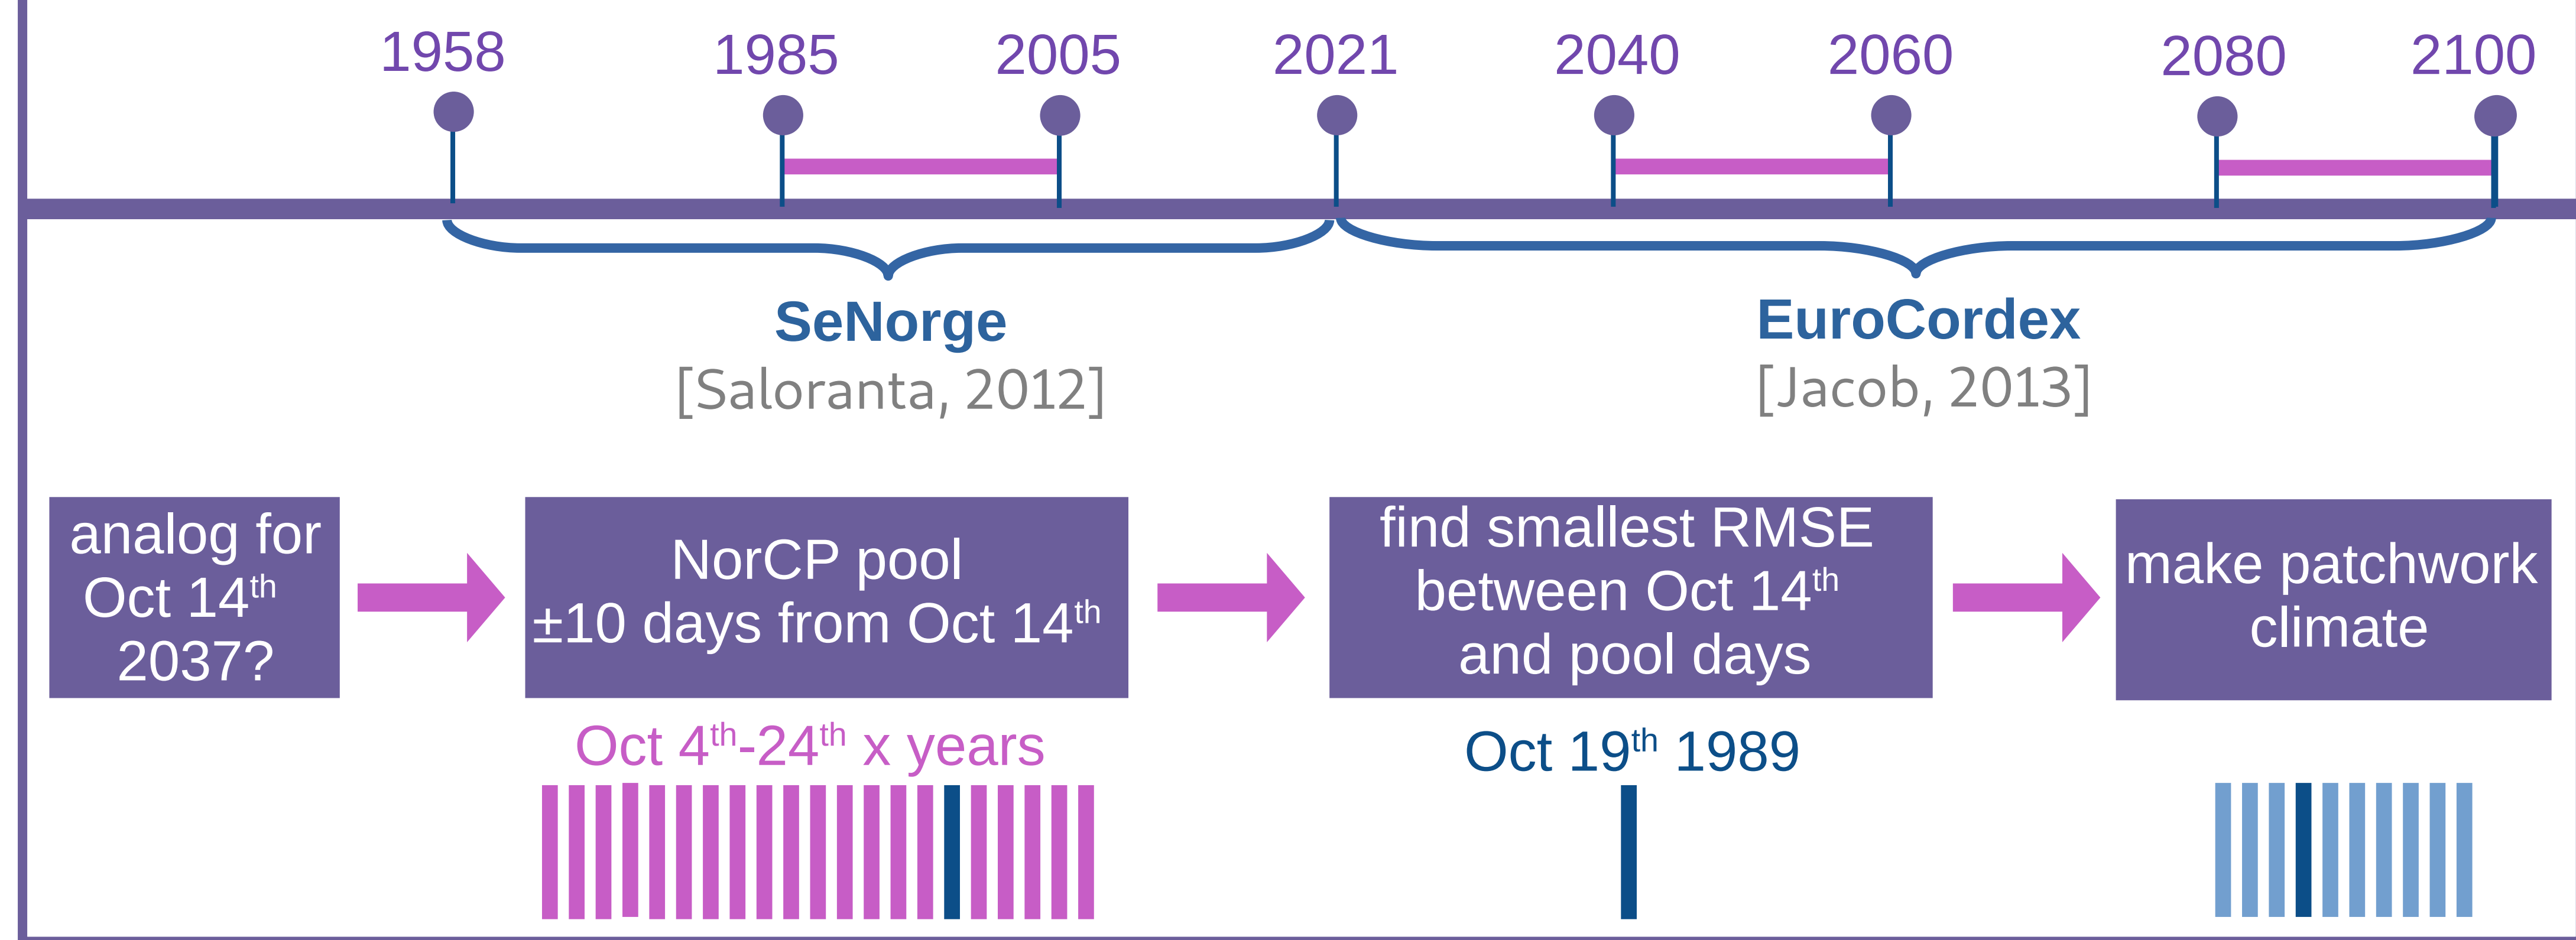 1958
1985
2005
2021
2040
2060
2080
2100
SeNorge
[Saloranta, 2012]
EuroCordex
[Jacob, 2013]
analog for
Oct 14th
2037?
NorCP pool
±10 days from Oct 14th
find smallest RMSE
between Oct 14th
and pool days
make patchwork
climate
Oct 4th-24th x years
Oct 19th 1989